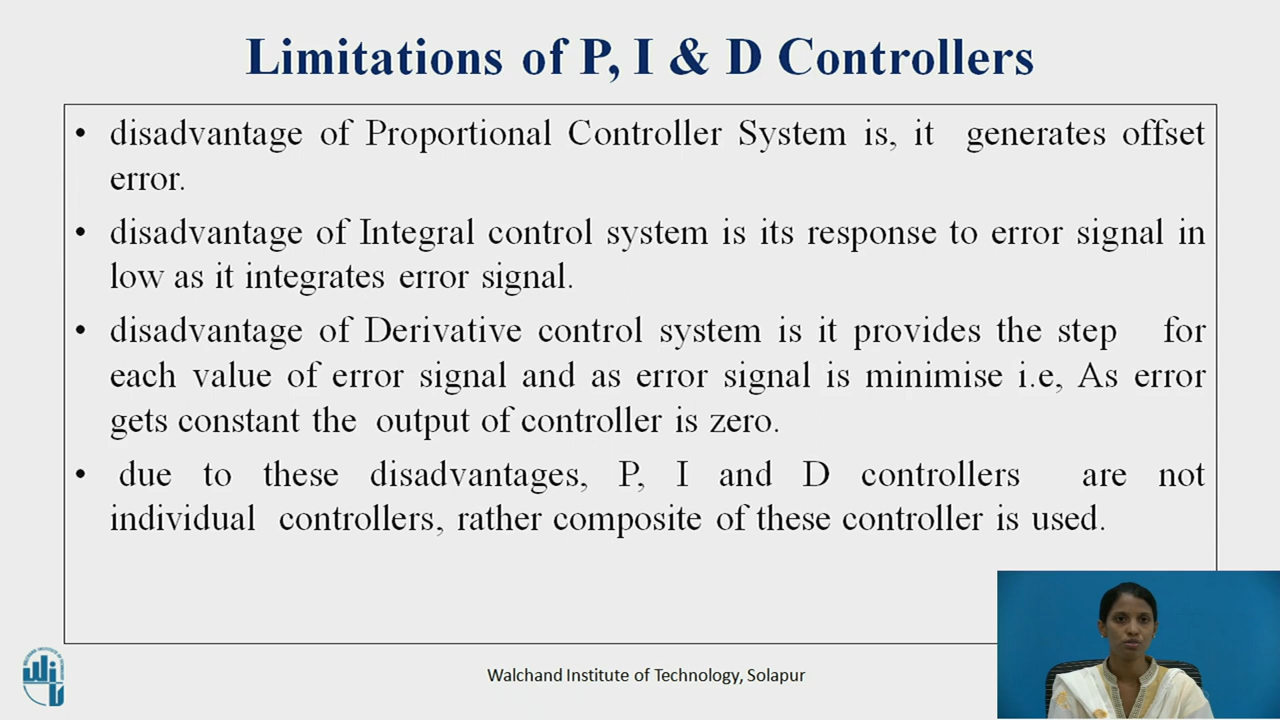 Limitations of P, I & D Controllers
• disadvantage of Proportional Controller System is, it generates offset
error.
• disadvantage of Integral control system is its response to error signal in
low as it integrates error signal.
• disadvantage of Derivative control system is it provides the step for
each value of error signal and as error signal is minimise i.e, As error
gets constant the output of controller is zero.
• due to these disadvantages, P, I and D controllers are not
individual controllers, rather composite of these controller is used.
Walchand Institute of Technology, Solapur